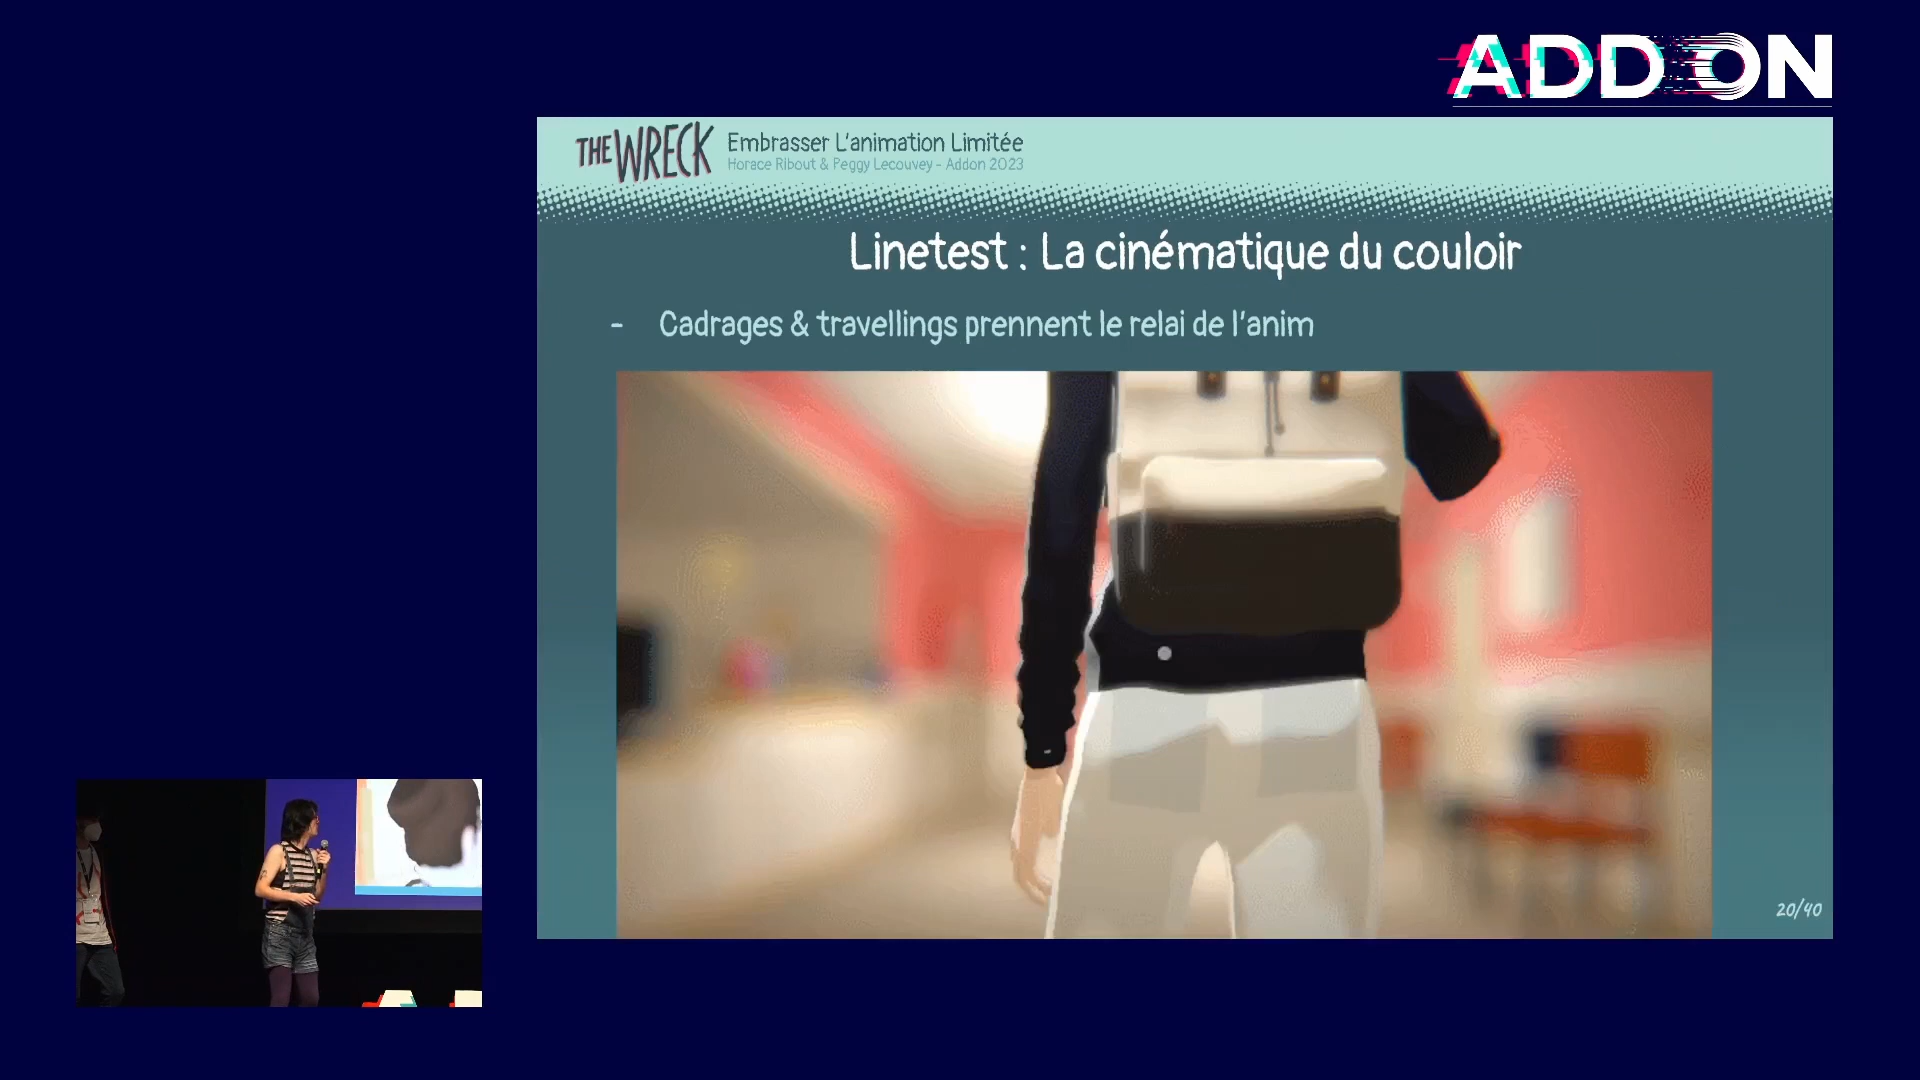 ADD ON
THE WRECK
Embrasser L'animation Limitée
Horace Ribout & Peggy Lecouvey - Addon 2023
Linetest : La cinématique du couloir
- Cadrages & travellings prennent le relai de l'anim
20/40